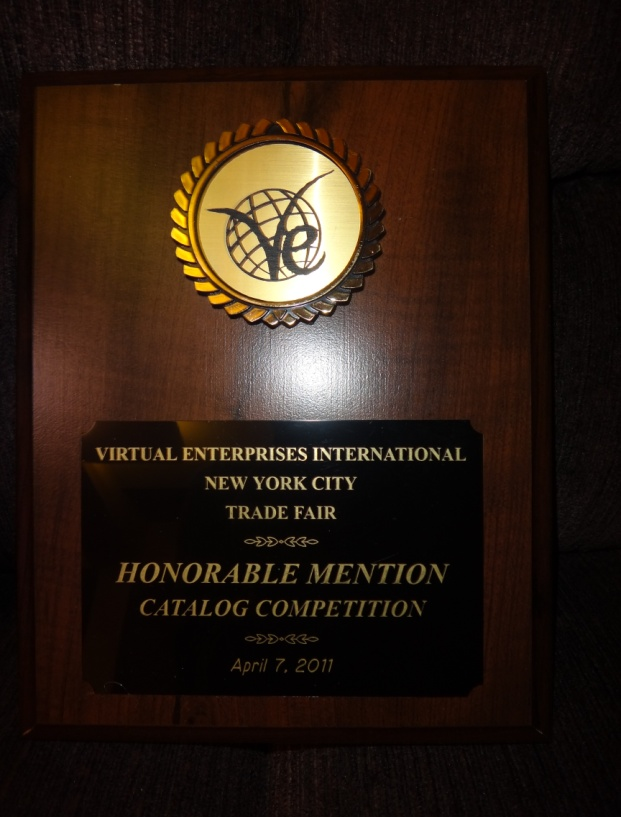 Ve
VIRTUAL ENTERPRISES INTERNATIONAL
NEW YORK CITY
TRADE FAIR
HONORABLE MENTION
CATALOG COMPETITION
April 7, 2011